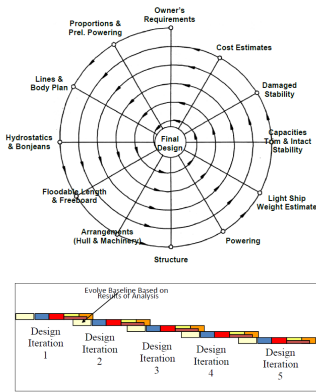 Owner's
Requirements
Proportions &
Prel. Powering
Cost Estimates
Lines &
Body Plan
Damaged
Stability
Hydrostatics
& Bonjeans
Final
Design
Capacities
Trim & Intact
Stability
Floodable Length
& Freeboard
Light Ship
Weight Estimate
Arrangements
(Hull & Machinery)
Powering
Structure
Evolve Baseline Based on
Results of Analysis
Design
Iteration
1
Design
Iteration
2
Design
Iteration
3
Design
Iteration
4
Design
Iteration
5